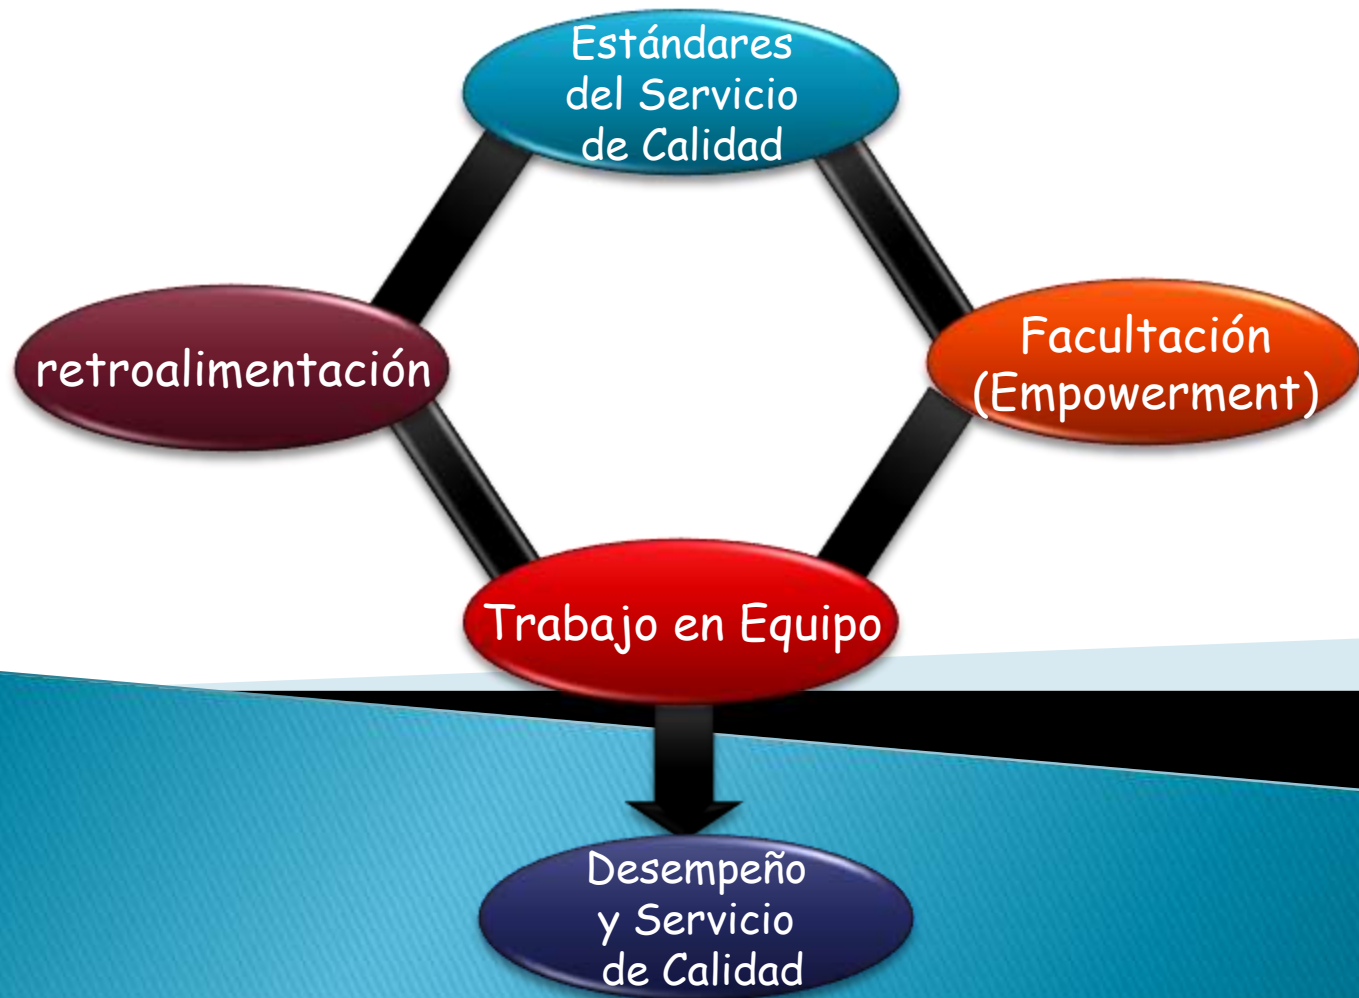 Estándares
del Servicio
de Calidad
retroalimentación
Facultación
(Empowerment)
Trabajo en Equipo
Desempeño
y Servicio
de Calidad